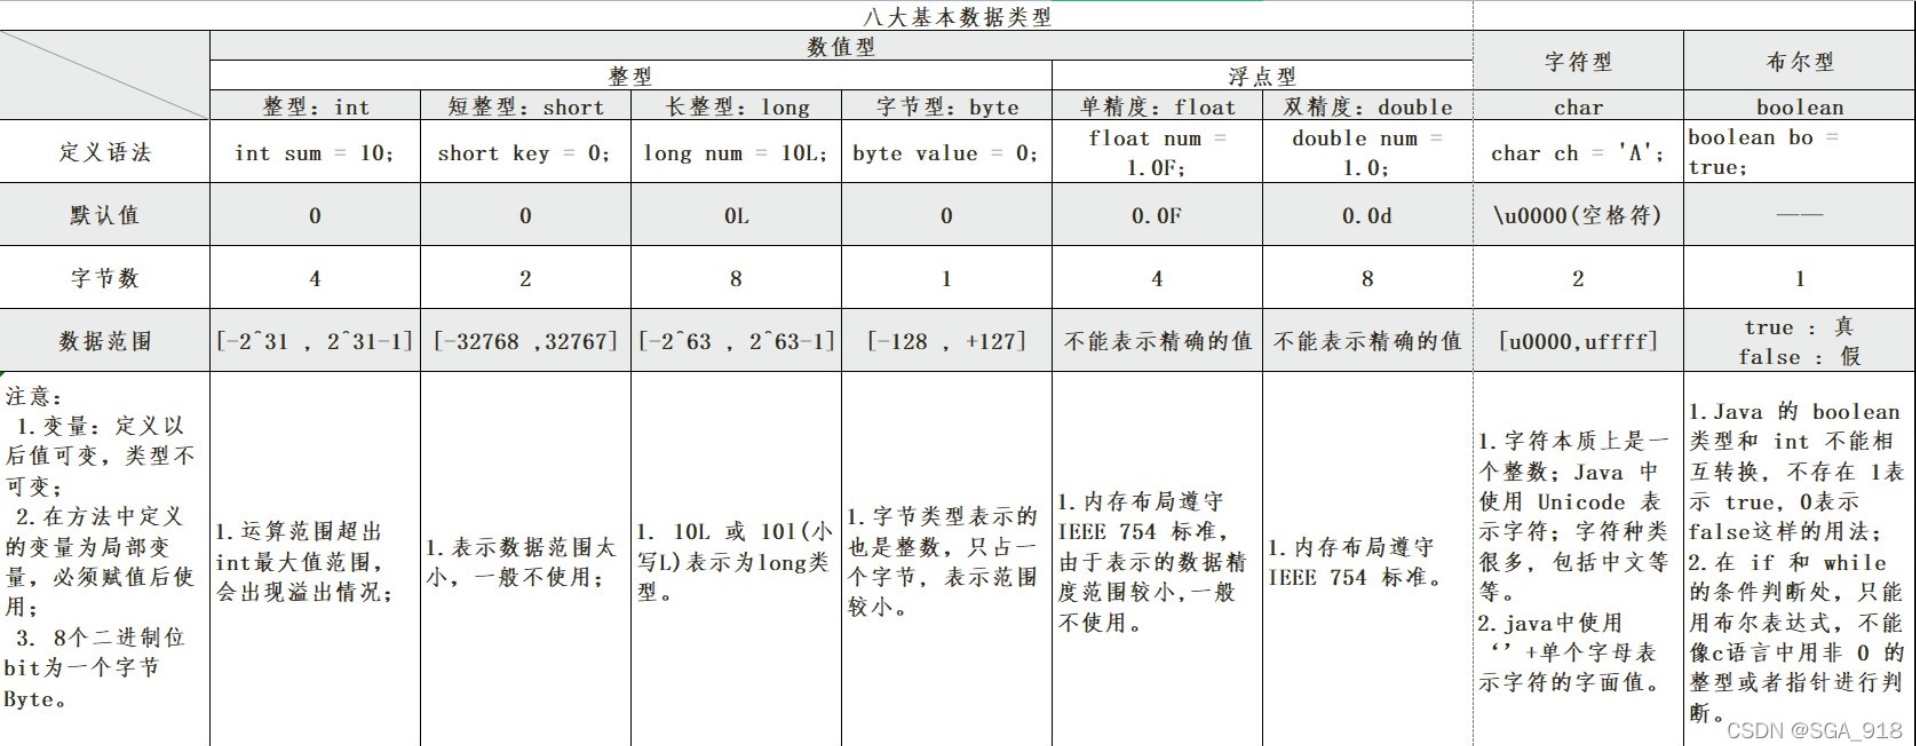 八大基本数据类型
数值型
字符型
布尔型
整型
浮点型
整型: int
短整型: short
长整型: long
字节型: byte
单精度: float
双精度: double
char
boolean
定义语法
int sum = 10;
short key = 0;
long num = 10L;
byte value = 0;
float num =
1.0F;
double num =
1.0;
char ch = 'A';
boolean bo =
true;
默认值
0
0
0L
0
0.0F
0.0d
\u0000(空格符)
——
字节数
4
2
8
1
4
8
2
1
数据范围
[-2^31 , 2^31-1]
[-32768 ,32767]
[-2^63 , 2^63-1]
[-128 , +127]
不能表示精确的值
不能表示精确的值
[u0000,uffff]
true : 真
false : 假
注意:
1.变量: 定义以
后值可变, 类型不
可变;
2.在方法中定义
的变量为局部变
量, 必须赋值后使
用;
3. 8个二进制位
bit为一个字节
Byte。
1.运算范围超出
int最大值范围,
会出现溢出情况;
1.表示数据范围太
小, 一般不使用;
1. 10L 或 10l(小
写L)表示为long类
型。
1.字节类型表示的
也是整数, 只占一
个字节, 表示范围
较小。
1.内存布局遵守
IEEE 754 标准,
由于表示的数据精
度范围较小,一般
不使用。
1.内存布局遵守
IEEE 754 标准。
1.字符本质上是一
个整数; Java 中
使用 Unicode 表
示字符; 字符种类
很多, 包括中文等
等。
2.java中使用
‘’+单个字母表
示字符的字面值。
1.Java 的 boolean
类型和 int 不能相
互转换, 不存在 1表
示 true, 0表示
false这样的用法;
2.在 if 和 while
的条件判断处, 只能
用布尔表达式, 不能
像c语言中用非 0 的
整型或者指针进行判
断。
CSDN @SGA_918